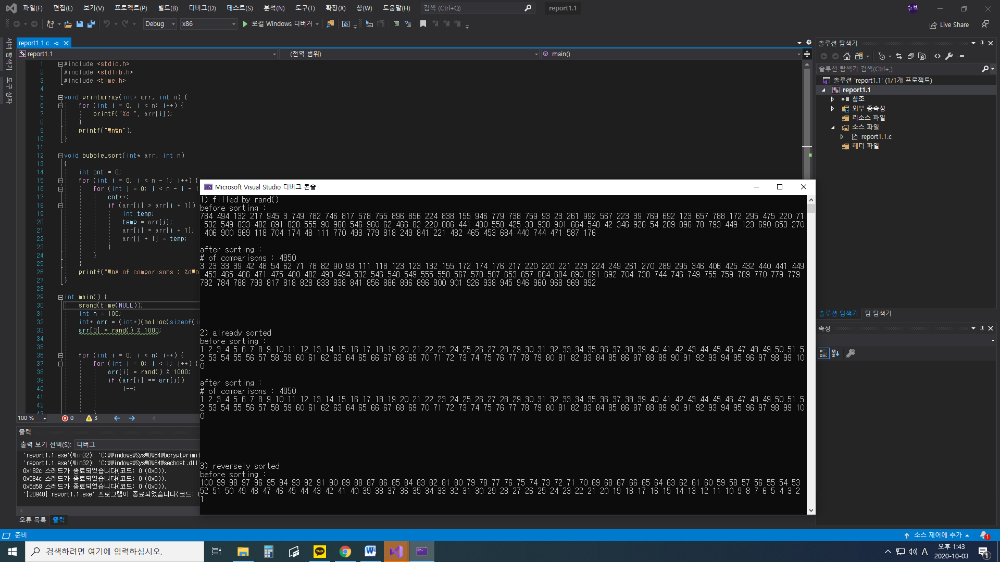 파일(F) 편집(E) 보기(V) 프로젝트(P) 빌드(B) 디버그(D) 테스트(S) 분석(N) 도구(T) 확장(X) 창(W) 도움말(H) 검색 (Ctrl+Q) report1.1 수빅
Debug x86 로컬 Windows 디버거 Live Share
서버 탐색기
도구 상자
report1.1.c
report1.1 (전역 범위) main()
1 #include <stdio.h>
2 #include <stdlib.h>
3 #include <time.h>
4
5 void printarray(int* arr, int n) {
6 for (int i = 0; i < n; i++) {
7 printf("%d ", arr[i]);
8 }
9 printf("₩n₩n");
10 }
11
12 void bubble_sort(int* arr, int n)
13 {
14 int cnt = 0;
15 for (int i = 0; i < n - 1; i++) {
16 for (int j = 0; j < n - i - 1
17 cnt++;
18 if (arr[j] > arr[j + 1])
19 int temp;
20 temp = arr[j];
21 arr[j] = arr[j + 1];
22 arr[j + 1] = temp;
23 }
24 }
25 }
26 printf("₩n# of comparisons : %d₩n
27 }
28
29 int main() {
30 srand(time(NULL));
31 int n = 100;
32 int* arr = (int*)(malloc(sizeof(i
33 arr[0] = rand() % 1000;
34
35
36 for (int i = 0; i < n; i++) {
37 for (int j = 0; j < i; j++) {
38 arr[i] = rand() % 1000;
39 if (arr[i] == arr[j])
40 i--;
41
42
43 }
100 % 0 3
출력
출력 보기 선택(S): 디버그
'report1.1.exe'(Win32): 'C:₩Windows₩SysWOW64₩bcryptprimit
'report1.1.exe'(Win32): 'C:₩Windows₩SysWOW64₩sechost.dll
0x182c 스레드가 종료되었습니다(코드: 0 (0x0)).
0x584c 스레드가 종료되었습니다(코드: 0 (0x0)).
0x5d58 스레드가 종료되었습니다(코드: 0 (0x0)).
'[20940] report1.1.exe' 프로그램이 종료되었습니다(코드: 0
오류 목록 출력
Microsoft Visual Studio 디버그 콘솔
1) filled by rand()
before sorting :
784 494 132 217 945 3 749 782 746 817 578 755 896 856 224 838 155 946 779 738 759 93 23 261 992 567 223 39 769 692 123 657 788 172 295 475 220 71
532 549 833 482 691 828 555 90 968 546 960 62 466 82 220 886 441 480 558 425 33 938 901 664 548 42 346 926 54 289 896 78 793 449 123 690 653 270
406 900 969 118 704 174 48 111 770 493 779 818 249 841 221 432 465 453 684 440 744 471 587 176
after sorting :
# of comparisons : 4950
3 23 33 39 42 48 54 62 71 78 82 90 93 111 118 123 123 132 155 172 174 176 217 220 220 221 223 224 249 261 270 289 295 346 406 425 432 440 441 449
453 465 466 471 475 480 482 493 494 532 546 548 549 555 558 567 578 587 653 657 664 684 690 691 692 704 738 744 746 749 755 759 769 770 779 779
782 784 788 793 817 818 828 833 838 841 856 886 896 896 900 901 926 938 945 946 960 968 969 992
2) already sorted
before sorting :
1 2 3 4 5 6 7 8 9 10 11 12 13 14 15 16 17 18 19 20 21 22 23 24 25 26 27 28 29 30 31 32 33 34 35 36 37 38 39 40 41 42 43 44 45 46 47 48 49 50 51 5
2 53 54 55 56 57 58 59 60 61 62 63 64 65 66 67 68 69 70 71 72 73 74 75 76 77 78 79 80 81 82 83 84 85 86 87 88 89 90 91 92 93 94 95 96 97 98 99 10
0
after sorting :
# of comparisons : 4950
1 2 3 4 5 6 7 8 9 10 11 12 13 14 15 16 17 18 19 20 21 22 23 24 25 26 27 28 29 30 31 32 33 34 35 36 37 38 39 40 41 42 43 44 45 46 47 48 49 50 51 5
2 53 54 55 56 57 58 59 60 61 62 63 64 65 66 67 68 69 70 71 72 73 74 75 76 77 78 79 80 81 82 83 84 85 86 87 88 89 90 91 92 93 94 95 96 97 98 99 10
0
3) reversely sorted
before sorting :
100 99 98 97 96 95 94 93 92 91 90 89 88 87 86 85 84 83 82 81 80 79 78 77 76 75 74 73 72 71 70 69 68 67 66 65 64 63 62 61 60 59 58 57 56 55 54 53
52 51 50 49 48 47 46 45 44 43 42 41 40 39 38 37 36 35 34 33 32 31 30 29 28 27 26 25 24 23 22 21 20 19 18 17 16 15 14 13 12 11 10 9 8 7 6 5 4 3 2
1
솔루션 탐색기
솔루션 탐색기 검색(Ctrl+;)
솔루션 'report1.1' (1/1개 프로젝트)
report1.1
참조
외부 종속성
리소스 파일
소스 파일
report1.1.c
헤더 파일
솔루션 탐색기 팀 탐색기
속성
준비 소스 제어에 추가 1
검색하려면 여기에 입력하십시오. TALK A 오후 1:43
2020-10-03 1